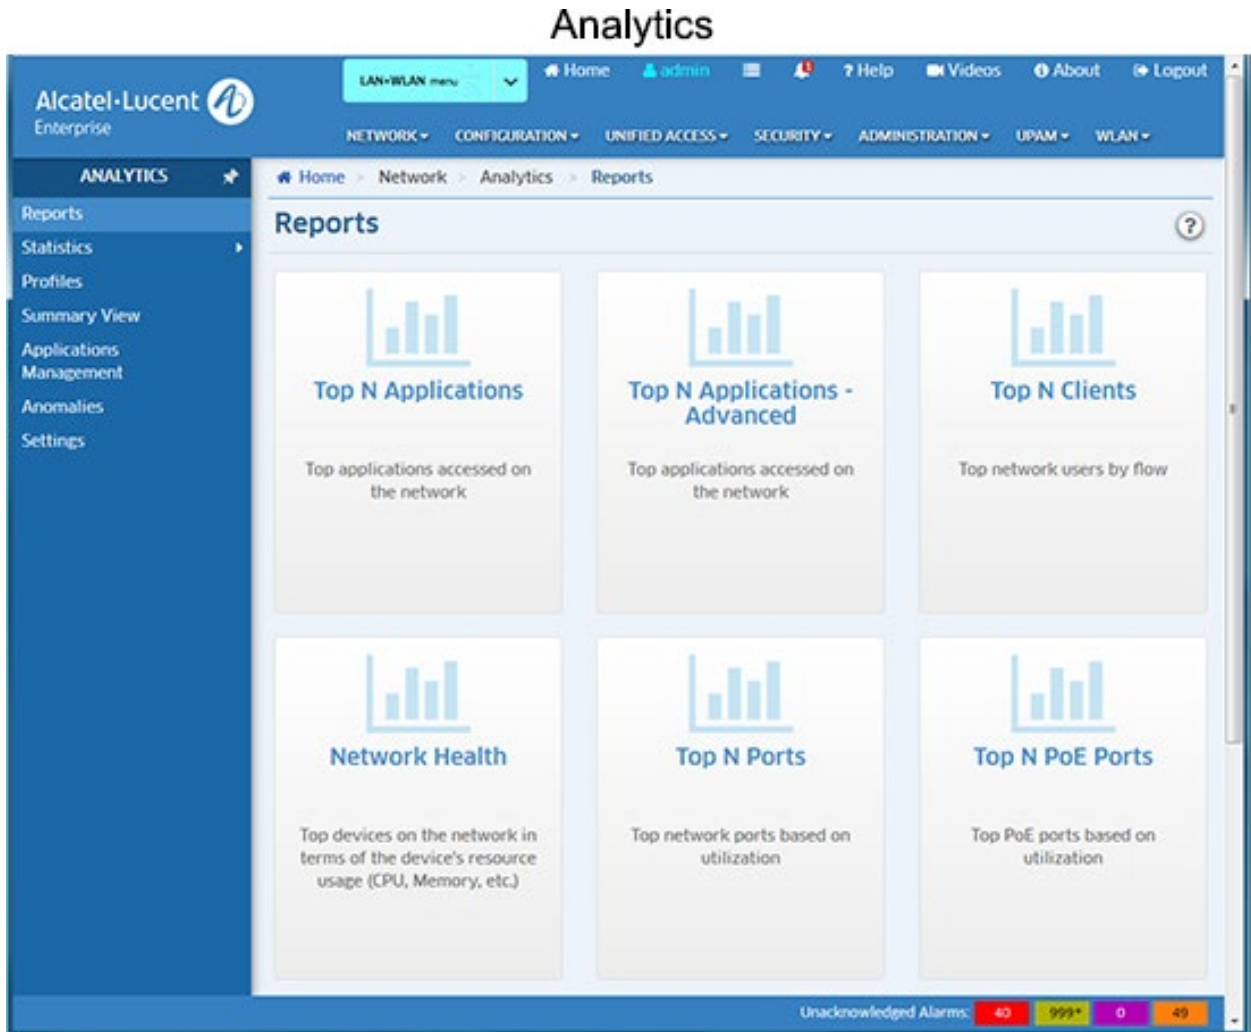 Analytics
Alcatel·Lucent
Enterprise
LAN+WLAN menu
Home admin 1 ? Help Videos About Logout
NETWORK CONFIGURATION UNIFIED ACCESS SECURITY ADMINISTRATION UPAM WLAN
ANALYTICS
Reports
Statistics
Profiles
Summary View
Applications
Management
Anomalies
Settings
Home > Network > Analytics > Reports
Reports
?
Top N Applications
Top applications accessed on
the network
Top N Applications -
Advanced
Top applications accessed on
the network
Top N Clients
Top network users by flow
Network Health
Top devices on the network in
terms of the device's resource
usage (CPU, Memory, etc.)
Top N Ports
Top network ports based on
utilization
Top N PoE Ports
Top PoE ports based on
utilization
Unacknowledged Alarms: 40 999+ 0 49